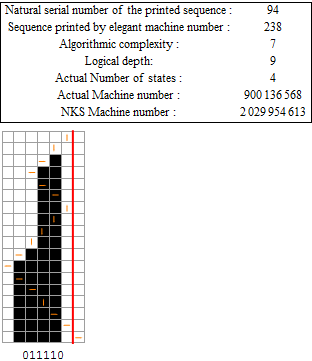 Natural serial number of the printed sequence : 94
Sequence printed by elegant machine number : 238
Algorithmic complexity : 7
Logical depth: 9
Actual Number of states : 4
Actual Machine number : 900 136 568
NKS Machine number : 2 029 954 613
011110